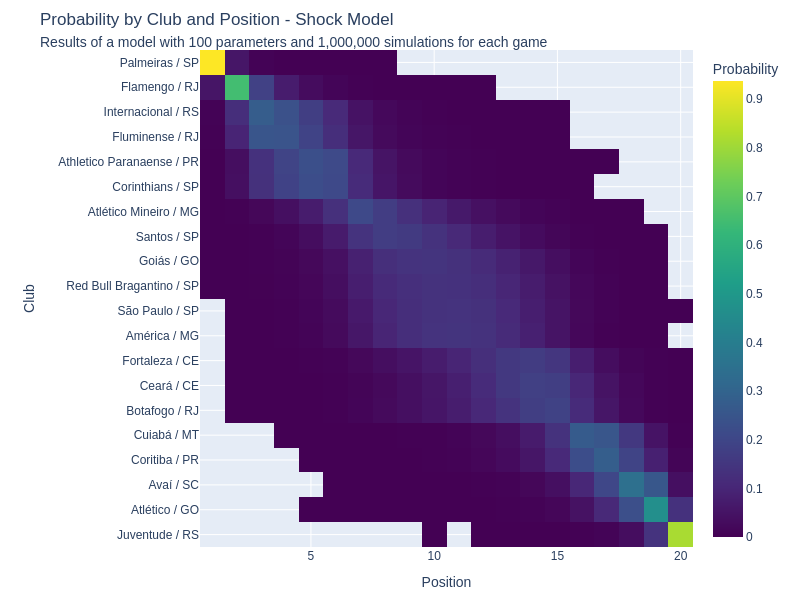 Probability by Club and Position - Shock Model
Results of a model with 100 parameters and 1,000,000 simulations for each game
Probability
Palmeiras / SP
Flamengo / RJ
Internacional / RS
Fluminense / RJ
Athletico Paranaense / PR
Corinthians / SP
Atlético Mineiro / MG
Santos / SP
Goiás / GO
Red Bull Bragantino / SP
São Paulo / SP
América / MG
Fortaleza / CE
Ceará / CE
Botafogo / RJ
Cuiabá / MT
Coritiba / PR
Avaí / SC
Atlético / GO
Juventude / RS
Club
5
10
15
20
Position
0.9
0.8
0.7
0.6
0.5
0.4
0.3
0.2
0.1
0